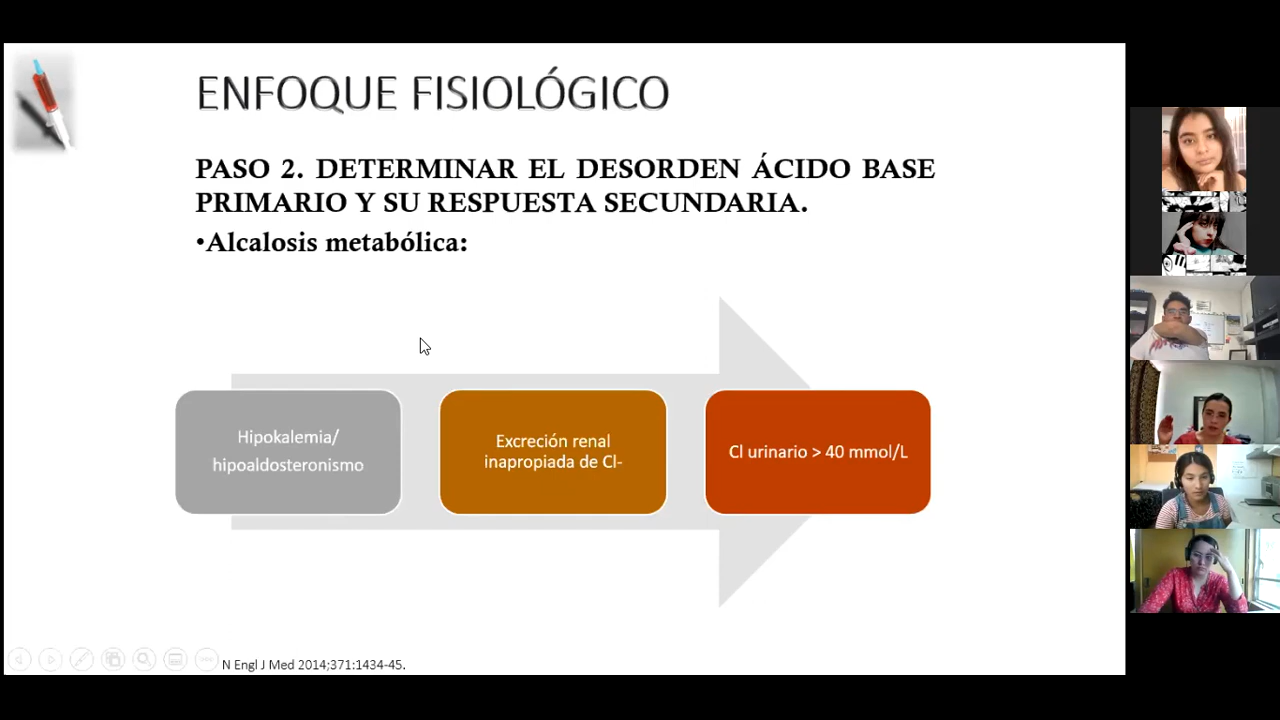 ENFOQUE FISIOLÓGICO
PASO 2. DETERMINAR EL DESORDEN ÁCIDO BASE
PRIMARIO Y SU RESPUESTA SECUNDARIA.
•Alcalosis metabólica:
Hipokalemia/
hipoaldosteronismo
Excreción renal
inapropiada de Cl-
Cl urinario > 40 mmol/L
N Engl J Med 2014;371:1434-45.